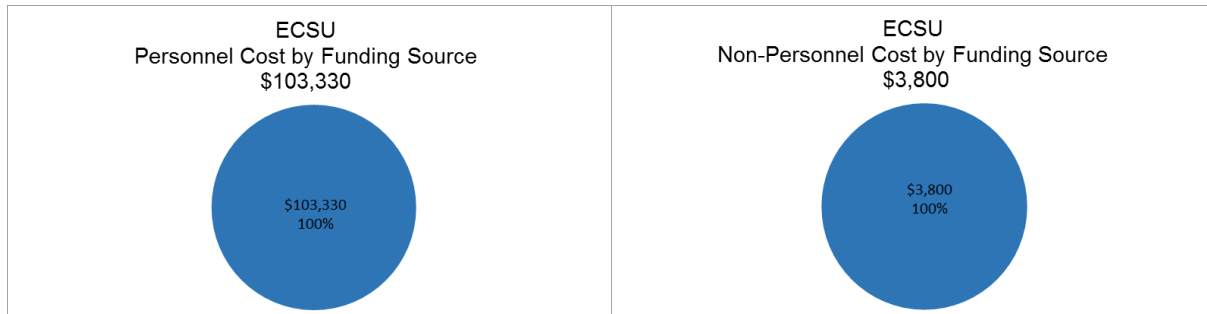 ECSU
Personnel Cost by Funding Source
$103,330
$103,330
100%
ECSU
Non-Personnel Cost by Funding Source
$3,800
$3,800
100%